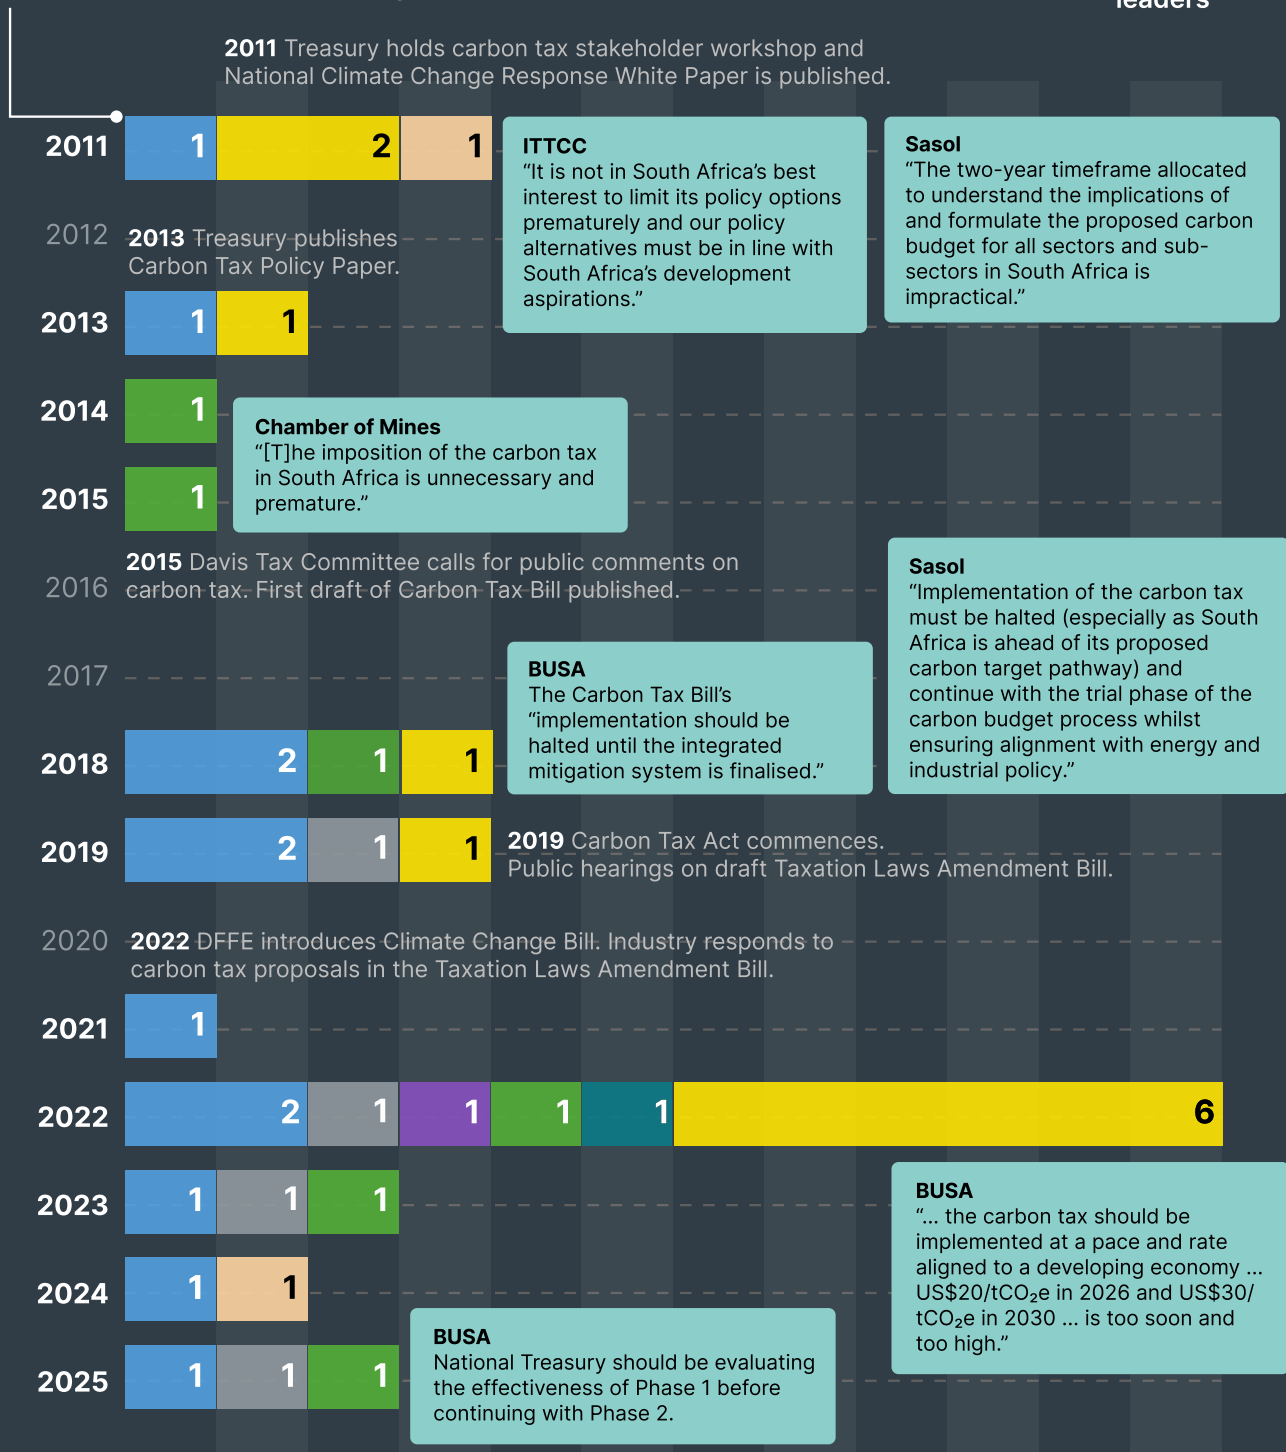 leaders
2011 Treasury holds carbon tax stakeholder workshop and
National Climate Change Response White Paper is published.
2011
1
2
1
ITTCC
“It is not in South Africa’s best
interest to limit its policy options
prematurely and our policy
alternatives must be in line with
South Africa’s development
aspirations.”
Sasol
“The two-year timeframe allocated
to understand the implications of
and formulate the proposed carbon
budget for all sectors and sub-
sectors in South Africa is
impractical.”
2012
2013 Treasury publishes
Carbon Tax Policy Paper.
2013
1
1
2014
1
Chamber of Mines
“[T]he imposition of the carbon tax
in South Africa is unnecessary and
premature.”
2015
1
2015 Davis Tax Committee calls for public comments on
carbon tax. First draft of Carbon Tax Bill published.
2016
Sasol
“Implementation of the carbon tax
must be halted (especially as South
Africa is ahead of its proposed
carbon target pathway) and
continue with the trial phase of the
carbon budget process whilst
ensuring alignment with energy and
industrial policy.”
2017
BUSA
The Carbon Tax Bill’s
“implementation should be
halted until the integrated
mitigation system is finalised.”
2018
2
1
1
2019
2
1
1
2019 Carbon Tax Act commences.
Public hearings on draft Taxation Laws Amendment Bill.
2020
2022 DFFE introduces Climate Change Bill. Industry responds to
carbon tax proposals in the Taxation Laws Amendment Bill.
2021
1
2022
2
1
1
1
1
6
2023
1
1
1
BUSA
“... the carbon tax should be
implemented at a pace and rate
aligned to a developing economy ...
US$20/tCO₂e in 2026 and US$30/
tCO₂e in 2030 ... is too soon and
too high.”
2024
1
1
2025
1
1
1
BUSA
National Treasury should be evaluating
the effectiveness of Phase 1 before
continuing with Phase 2.